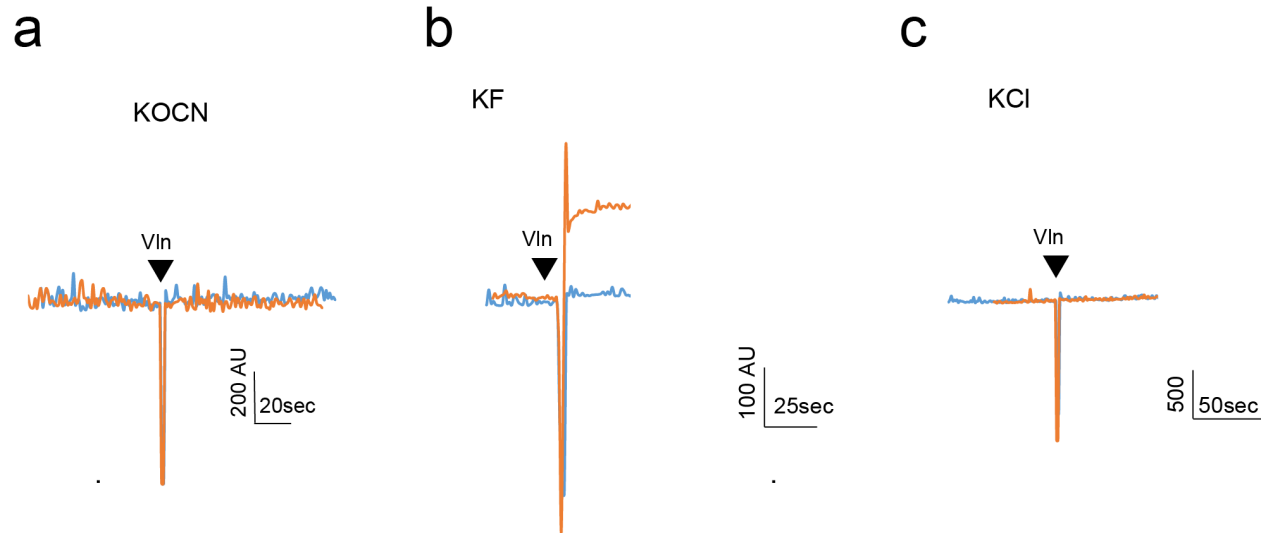 a
b
c
KOCN
KF
KCl
Vln
Vln
Vln
200 AU
20sec
100 AU
25sec
500
50sec